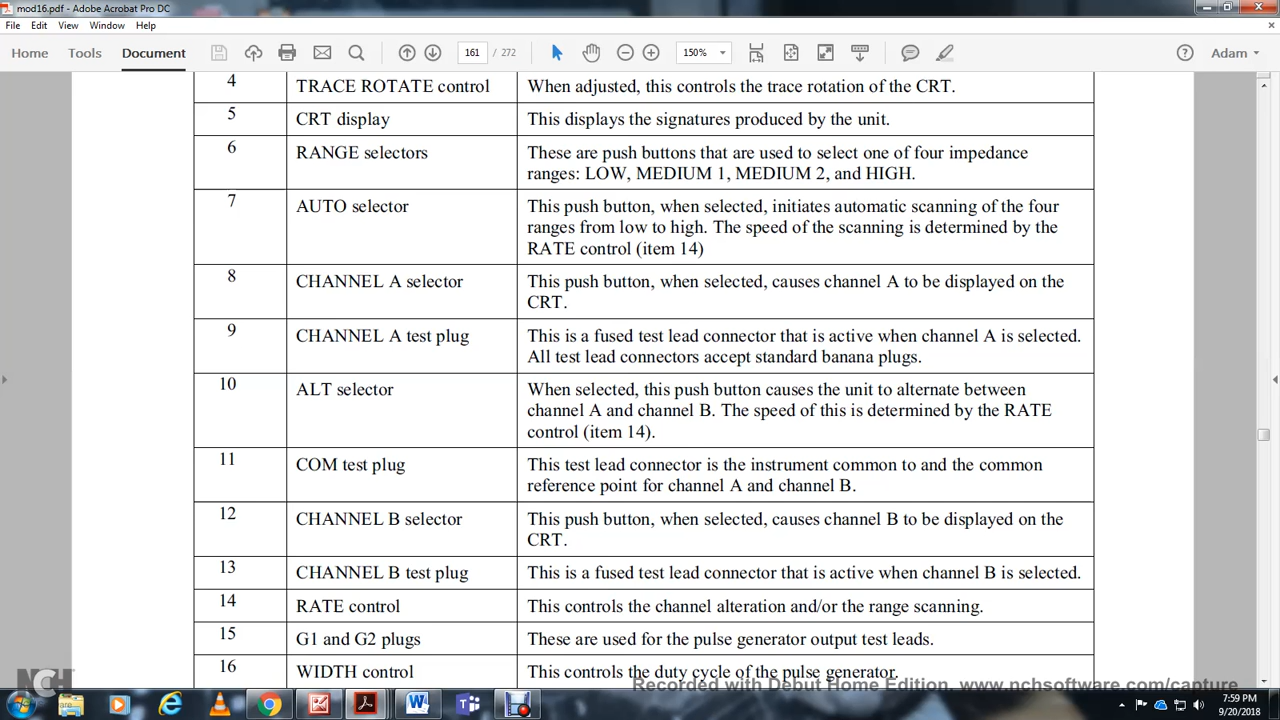 mod16.pdf - Adobe Acrobat Pro DC
File Edit View Window Help
Home Tools Document 161 / 272 150% Adam
4 TRACE ROTATE control When adjusted, this controls the trace rotation of the CRT.
5 CRT display This displays the signatures produced by the unit.
6 RANGE selectors These are push buttons that are used to select one of four impedance
ranges: LOW, MEDIUM 1, MEDIUM 2, and HIGH.
7 AUTO selector This push button, when selected, initiates automatic scanning of the four
ranges from low to high. The speed of the scanning is determined by the
RATE control (item 14)
8 CHANNEL A selector This push button, when selected, causes channel A to be displayed on the
CRT.
9 CHANNEL A test plug This is a fused test lead connector that is active when channel A is selected.
All test lead connectors accept standard banana plugs.
10 ALT selector When selected, this push button causes the unit to alternate between
channel A and channel B. The speed of this is determined by the RATE
control (item 14).
11 COM test plug This test lead connector is the instrument common to and the common
reference point for channel A and channel B.
12 CHANNEL B selector This push button, when selected, causes channel B to be displayed on the
CRT.
13 CHANNEL B test plug This is a fused test lead connector that is active when channel B is selected.
14 RATE control This controls the channel alteration and/or the range scanning.
15 G1 and G2 plugs These are used for the pulse generator output test leads.
16 WIDTH control This controls the duty cycle of the pulse generator.
NCH
Recorded with Debut Home Edition. www.nchsoftware.com/capture
7:59 PM
9/20/2018